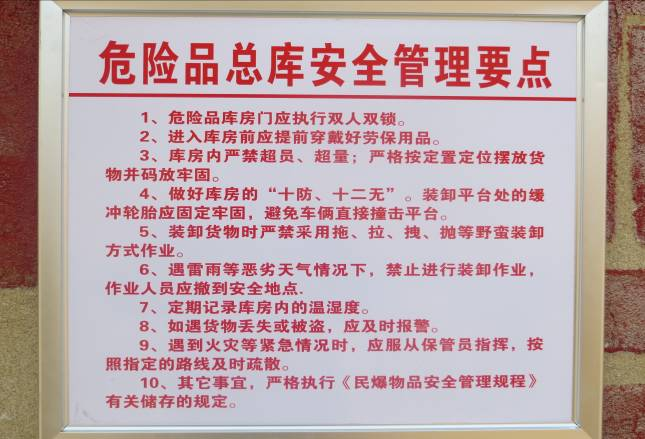 危险品总库安全管理要点
1、危险品库房门应执行双人双锁。
2、进入库房前应提前穿戴好劳保用品。
3、库房内严禁超员、超量；严格按定置定位摆放货
物并码放牢固。
4、做好库房的“十防、十二无”。装卸平台处的缓
冲轮胎应固定牢固，避免车俩直接撞击平台。
5、装卸货物时严禁采用拖、拉、拽、抛等野蛮装卸
方式作业。
6、遇雷雨等恶劣天气情况下，禁止进行装卸作业，
作业人员应撤到安全地点.
7、定期记录库房内的温湿度。
8、如遇货物丢失或被盗，应及时报警。
9、遇到火灾等紧急情况时，应服从保管员指挥，按
照指定的路线及时疏散。
10、其它事宜，严格执行《民爆物品安全管理规程》
有关储存的规定。